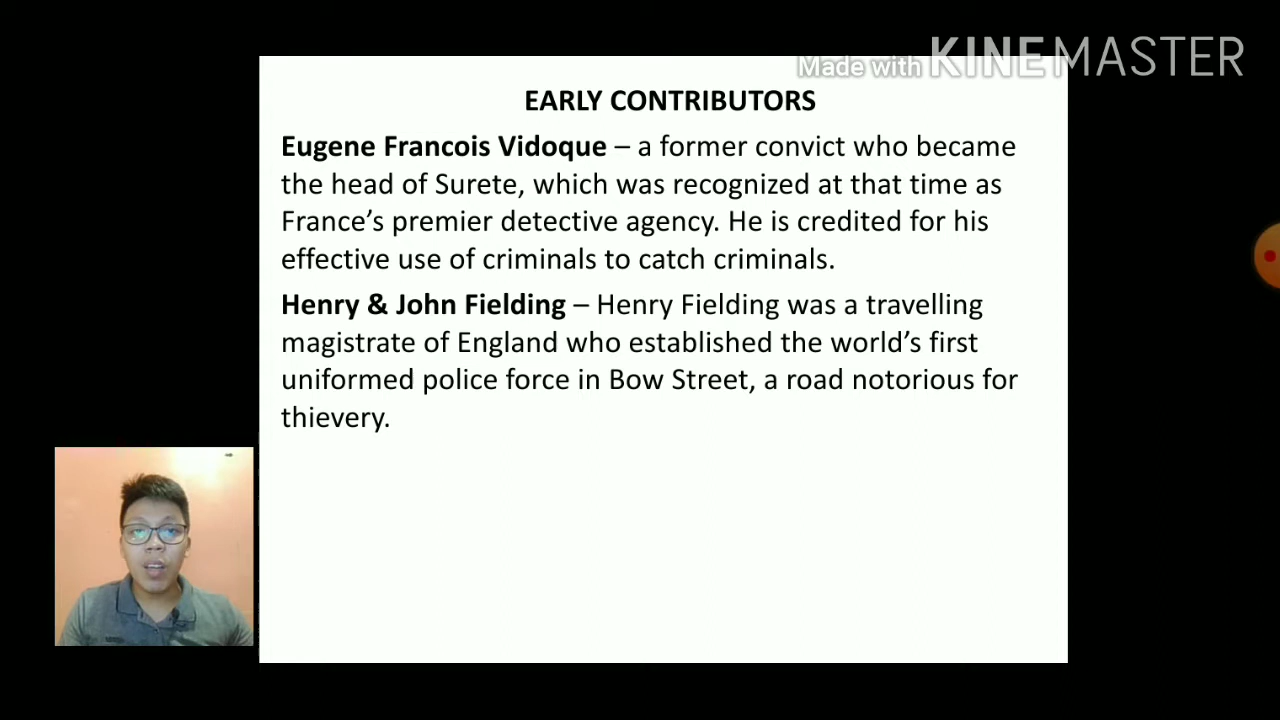 Made with KINEMASTER
EARLY CONTRIBUTORS
Eugene Francois Vidoque – a former convict who became
the head of Surete, which was recognized at that time as
France’s premier detective agency. He is credited for his
effective use of criminals to catch criminals.
Henry & John Fielding – Henry Fielding was a travelling
magistrate of England who established the world’s first
uniformed police force in Bow Street, a road notorious for
thievery.